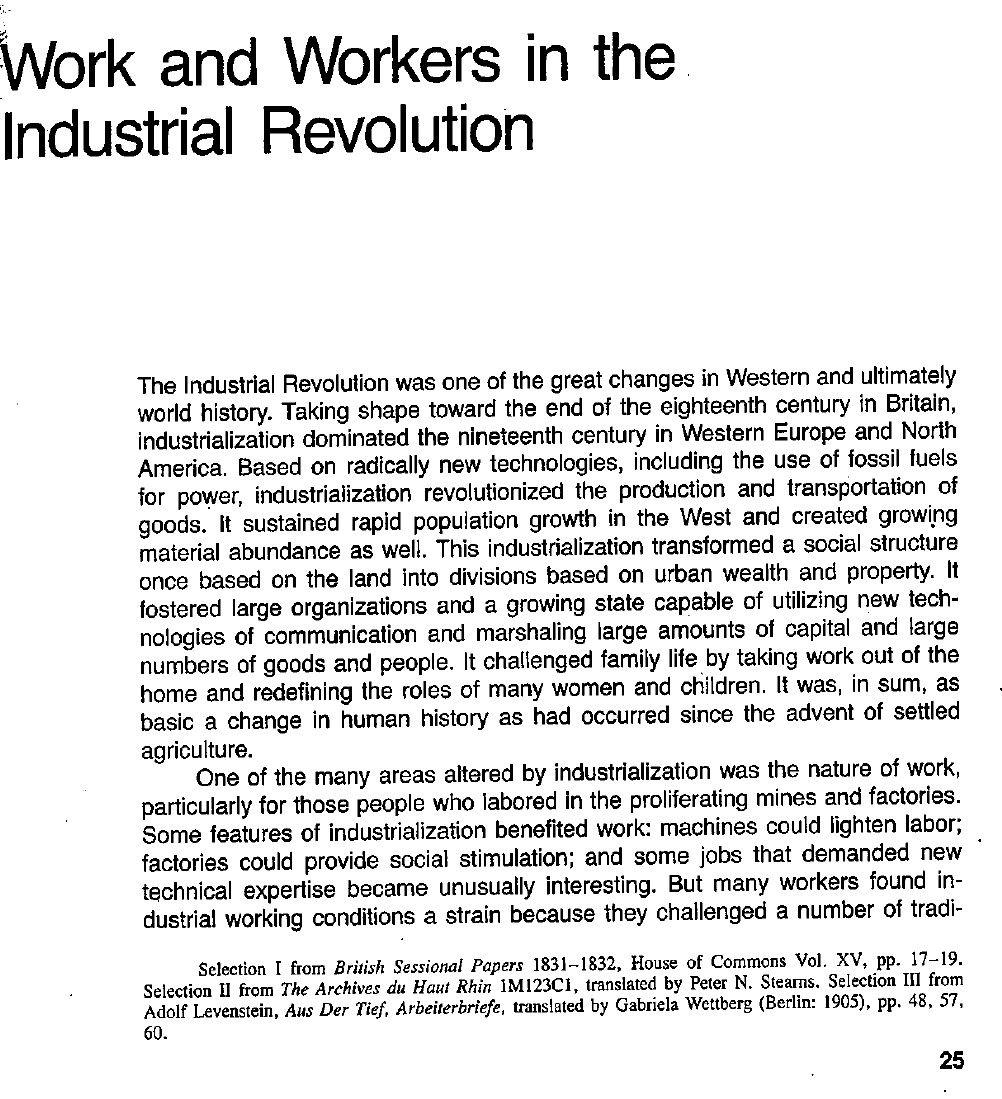 Work and Workers in the
Industrial Revolution
The Industrial Revolution was one of the great changes in Western and ultimately
world history. Taking shape toward the end of the eighteenth century in Britain,
industrialization dominated the nineteenth century in Western Europe and North
America. Based on radically new technologies, including the use of fossil fuels
for power, industrialization revolutionized the production and transportation of
goods. It sustained rapid population growth in the West and created growing
material abundance as well. This industrialization transformed a social structure
once based on the land into divisions based on urban wealth and property. It
fostered large organizations and a growing state capable of utilizing new tech-
nologies of communication and marshaling large amounts of capital and large
numbers of goods and people. It challenged family life by taking work out of the
home and redefining the roles of many women and children. It was, in sum, as
basic a change in human history as had occurred since the advent of settled
agriculture.
One of the many areas altered by industrialization was the nature of work,
particularly for those people who labored in the proliferating mines and factories.
Some features of industrialization benefited work: machines could lighten labor;
factories could provide social stimulation; and some jobs that demanded new
technical expertise became unusually interesting. But many workers found in-
dustrial working conditions a strain because they challenged a number of tradi-
Selection I from British Sessional Papers 1831–1832, House of Commons Vol. XV, pp. 17–19.
Selection II from The Archives du Haut Rhin 1M123C1, translated by Peter N. Stearns. Selection III from
Adolf Levenstein, Aus Der Tief, Arbeiterbriefe, translated by Gabriela Wettberg (Berlin: 1905), pp. 48, 57,
60.
25